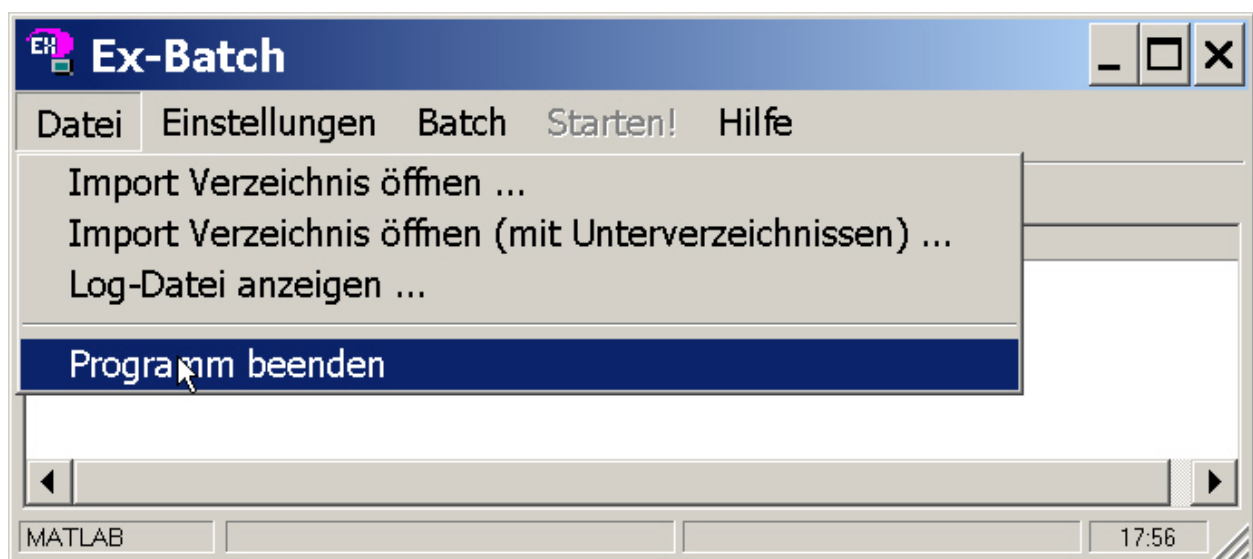 EX Ex-Batch
Datei Einstellungen Batch Starten! Hilfe
Import Verzeichnis öffnen ...
Import Verzeichnis öffnen (mit Unterverzeichnissen) ...
Log-Datei anzeigen ...
Programm beenden
MATLAB 17:56